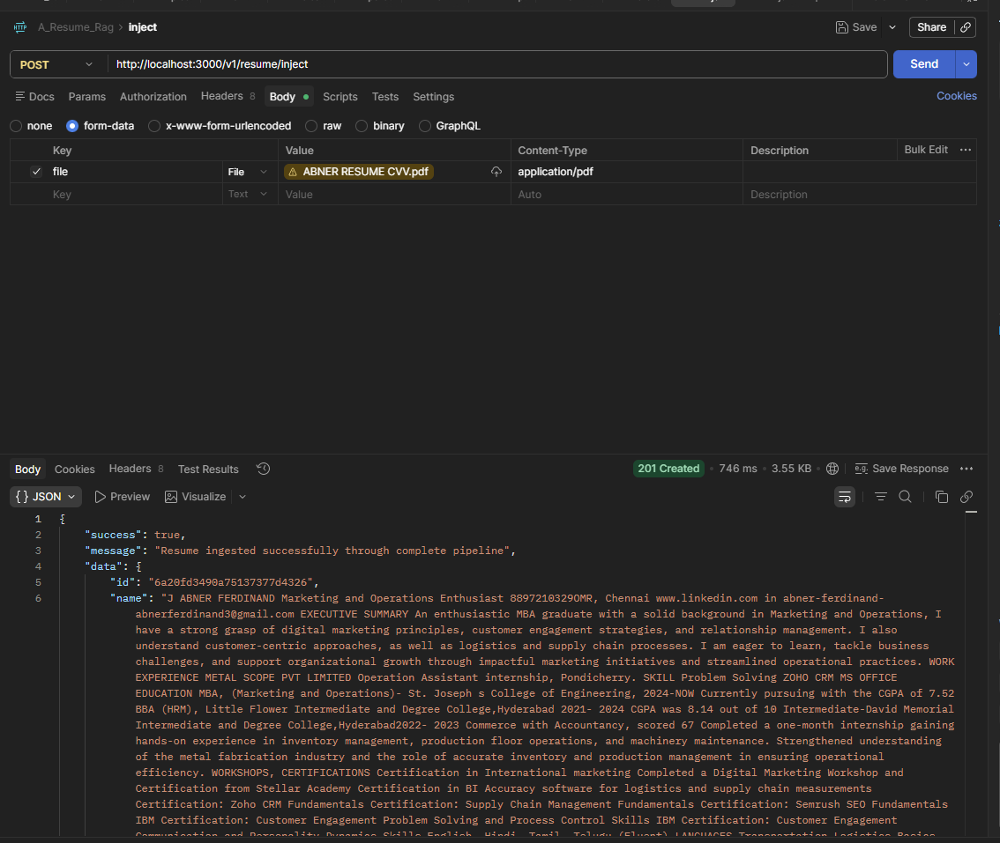 HTTP A_Resume_Rag > inject Save Share
POST http://localhost:3000/v1/resume/inject Send
Docs Params Authorization Headers 8 Body Scripts Tests Settings Cookies
none form-data x-www-form-urlencoded raw binary GraphQL
Key Value Content-Type Description Bulk Edit
file File ABNER RESUME CVV.pdf application/pdf
Key Text Value Auto Description
Body Cookies Headers 8 Test Results 201 Created 746 ms 3.55 KB e.g. Save Response
{} JSON Preview Visualize
1 {
2 "success": true,
3 "message": "Resume ingested successfully through complete pipeline",
4 "data": {
5 "id": "6a20fd3490a75137377d4326",
6 "name": "J ABNER FERDINAND Marketing and Operations Enthusiast 8897210329OMR, Chennai www.linkedin.com in abner-ferdinand-
abnerferdinand3@gmail.com EXECUTIVE SUMMARY An enthusiastic MBA graduate with a solid background in Marketing and Operations, I
have a strong grasp of digital marketing principles, customer engagement strategies, and relationship management. I also
understand customer-centric approaches, as well as logistics and supply chain processes. I am eager to learn, tackle business
challenges, and support organizational growth through impactful marketing initiatives and streamlined operational practices. WORK
EXPERIENCE METAL SCOPE PVT LIMITED Operation Assistant internship, Pondicherry. SKILL Problem Solving ZOHO CRM MS OFFICE
EDUCATION MBA, (Marketing and Operations)- St. Joseph s College of Engineering, 2024-NOW Currently pursuing with the CGPA of 7.52
BBA (HRM), Little Flower Intermediate and Degree College,Hyderabad 2021- 2024 CGPA was 8.14 out of 10 Intermediate-David Memorial
Intermediate and Degree College,Hyderabad2022- 2023 Commerce with Accountancy, scored 67 Completed a one-month internship gaining
hands-on experience in inventory management, production floor operations, and machinery maintenance. Strengthened understanding
of the metal fabrication industry and the role of accurate inventory and production management in ensuring operational
efficiency. WORKSHOPS, CERTIFICATIONS Certification in International marketing Completed a Digital Marketing Workshop and
Certification from Stellar Academy Certification in BI Accuracy software for logistics and supply chain measurements
Certification: Zoho CRM Fundamentals Certification: Supply Chain Management Fundamentals Certification: Semrush SEO Fundamentals
IBM Certification: Customer Engagement Problem Solving and Process Control Skills IBM Certification: Customer Engagement
Communication and Personality Dynamics Skills English, Hindi, Tamil, Telugu (Fluent) LANGUAGES Transportation Logistics Basics